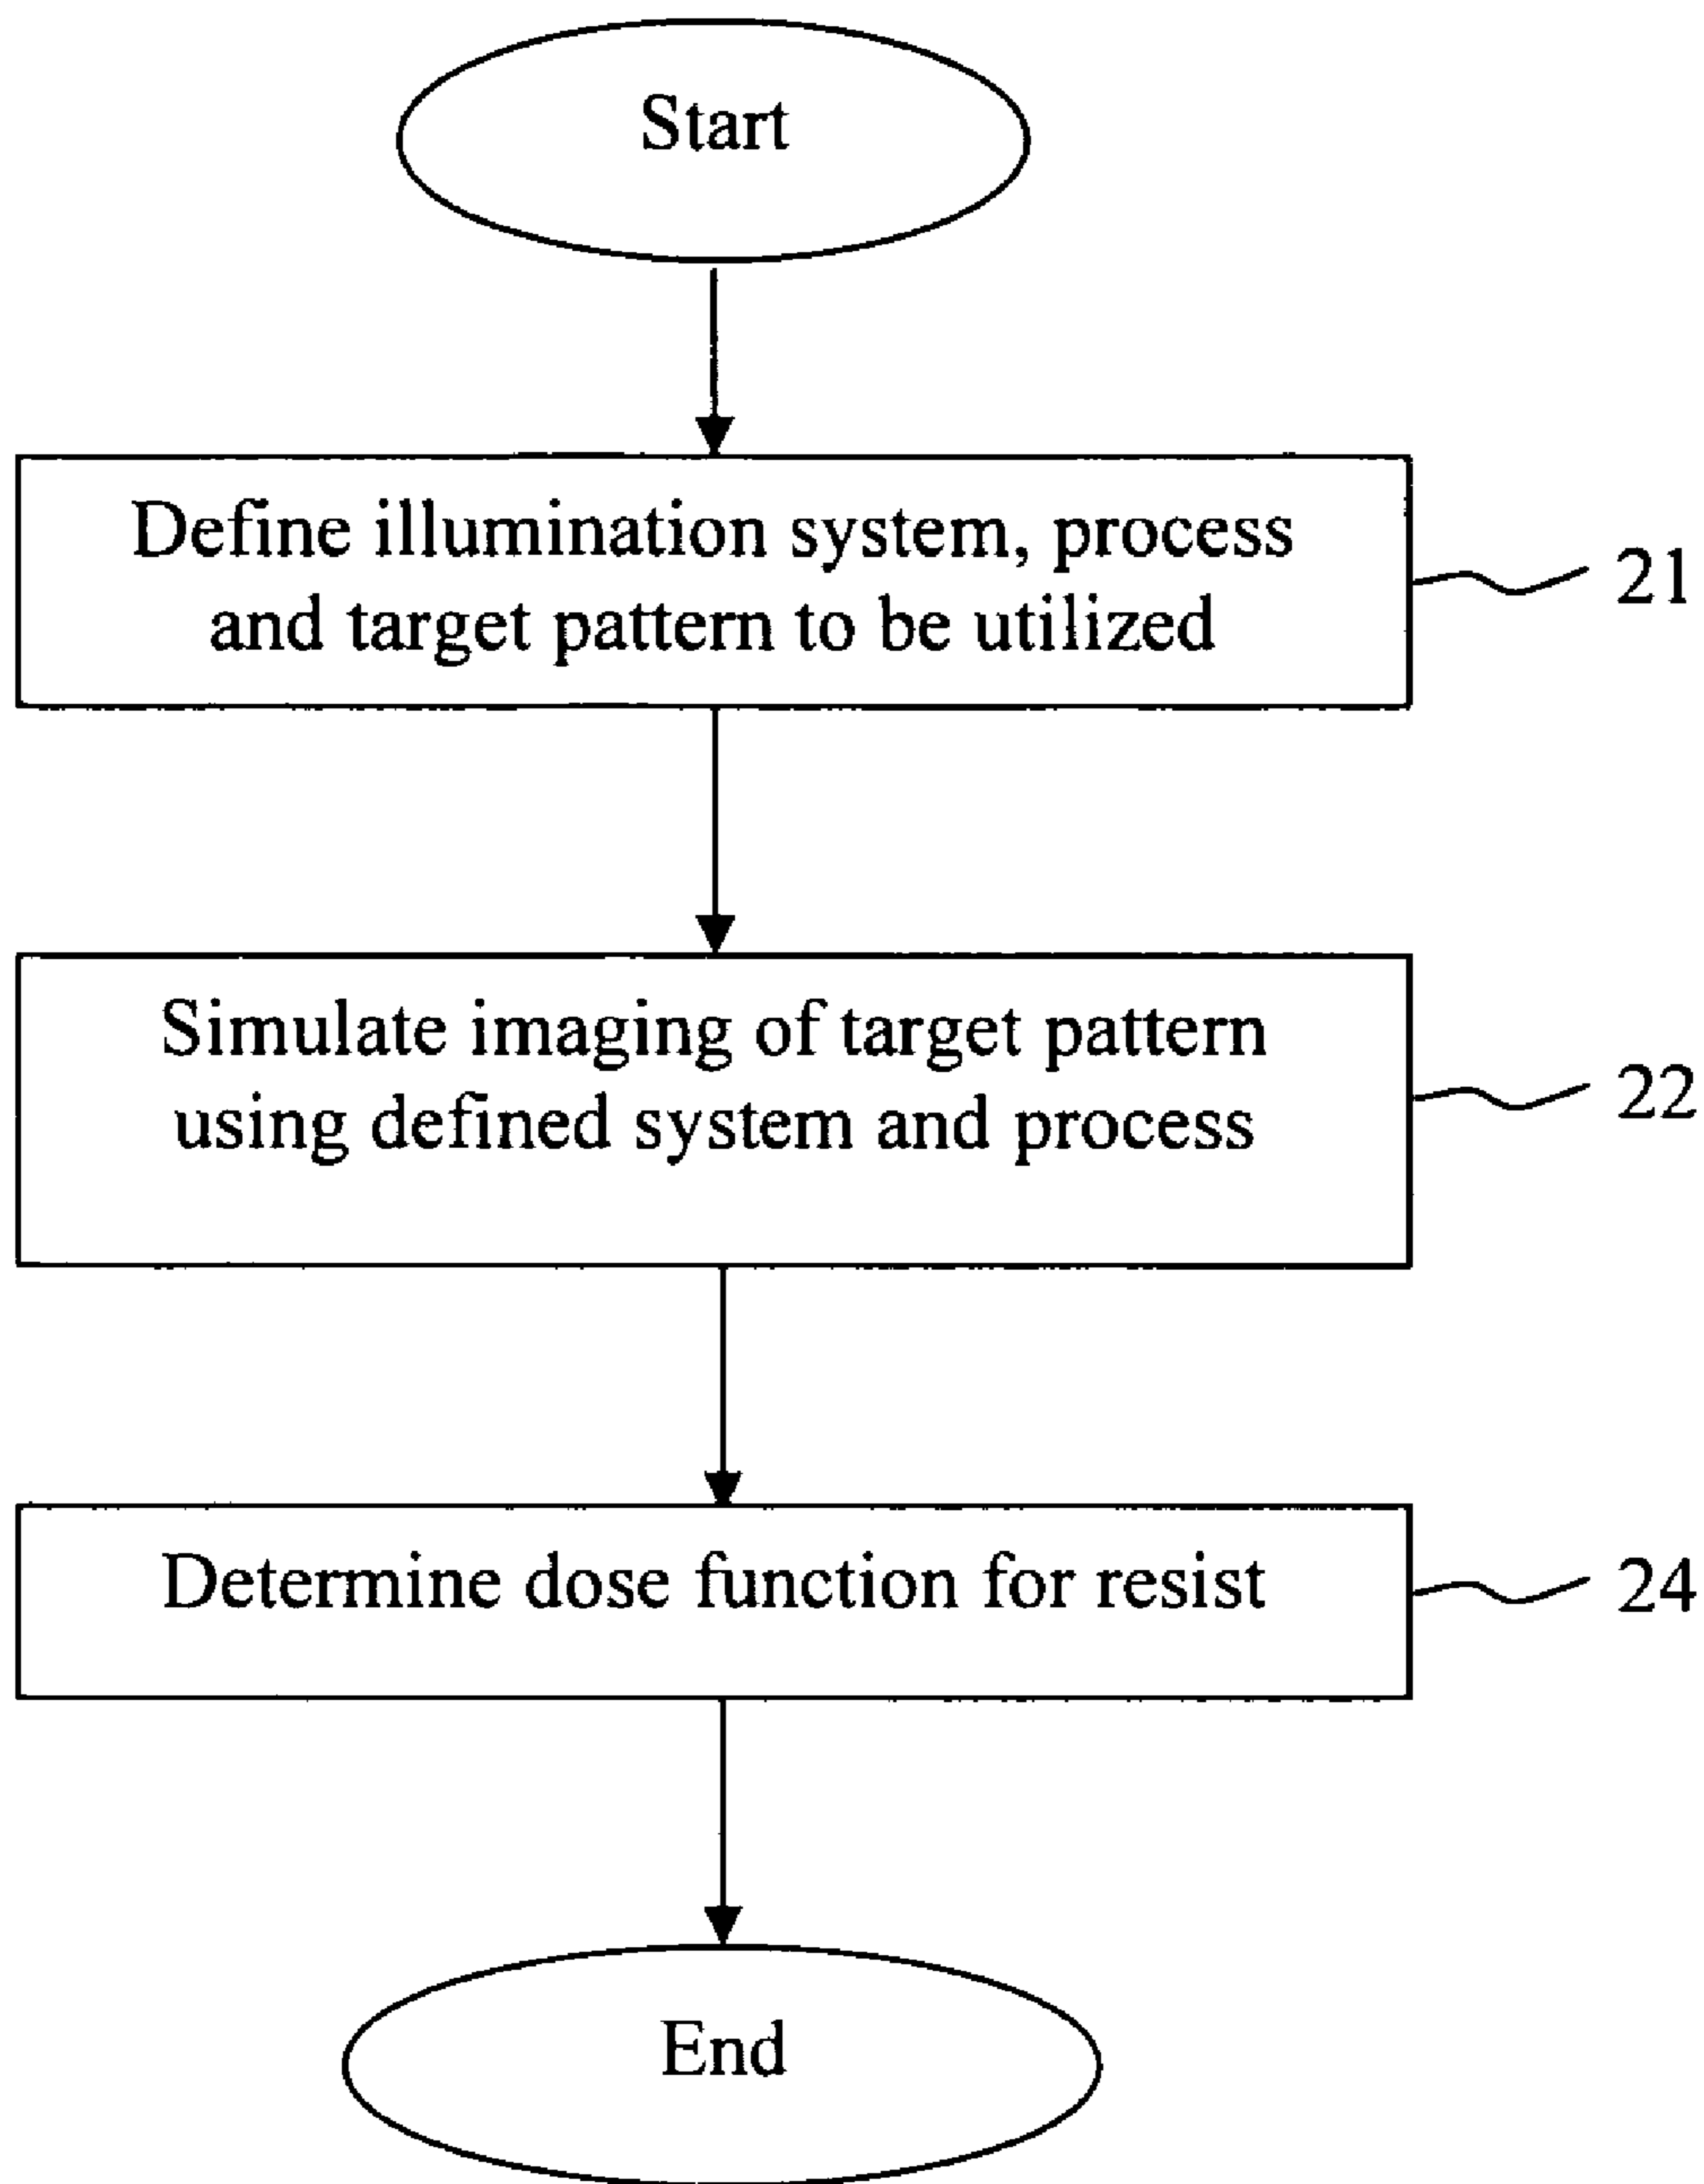 Start
Define illumination system, process
and target pattern to be utilized
21
Simulate imaging of target pattern
using defined system and process
22
Determine dose function for resist
24
End